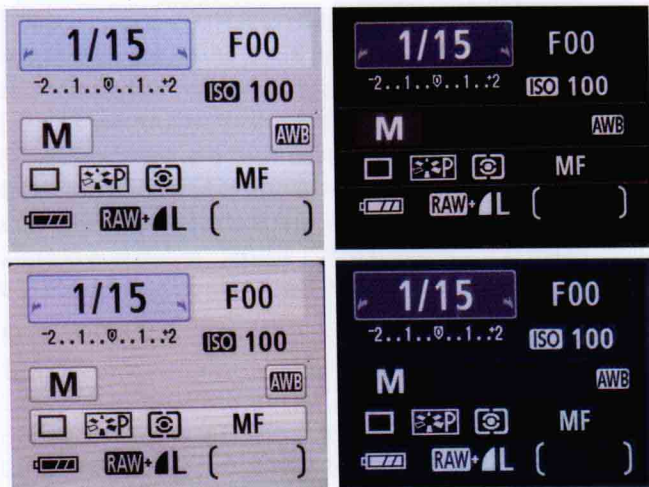 1/15 F00
-2..1..0..1..+2 ISO 100
M AWB
P MF
RAW+ L [ ]
1/15 F00
-2..1..0..1..+2 ISO 100
M AWB
P MF
RAW+ L [ ]
1/15 F00
-2..1..0..1..+2 ISO 100
M AWB
P MF
RAW+ L [ ]
1/15 F00
-2..1..0..1..+2 ISO 100
M AWB
P MF
RAW+ L [ ]